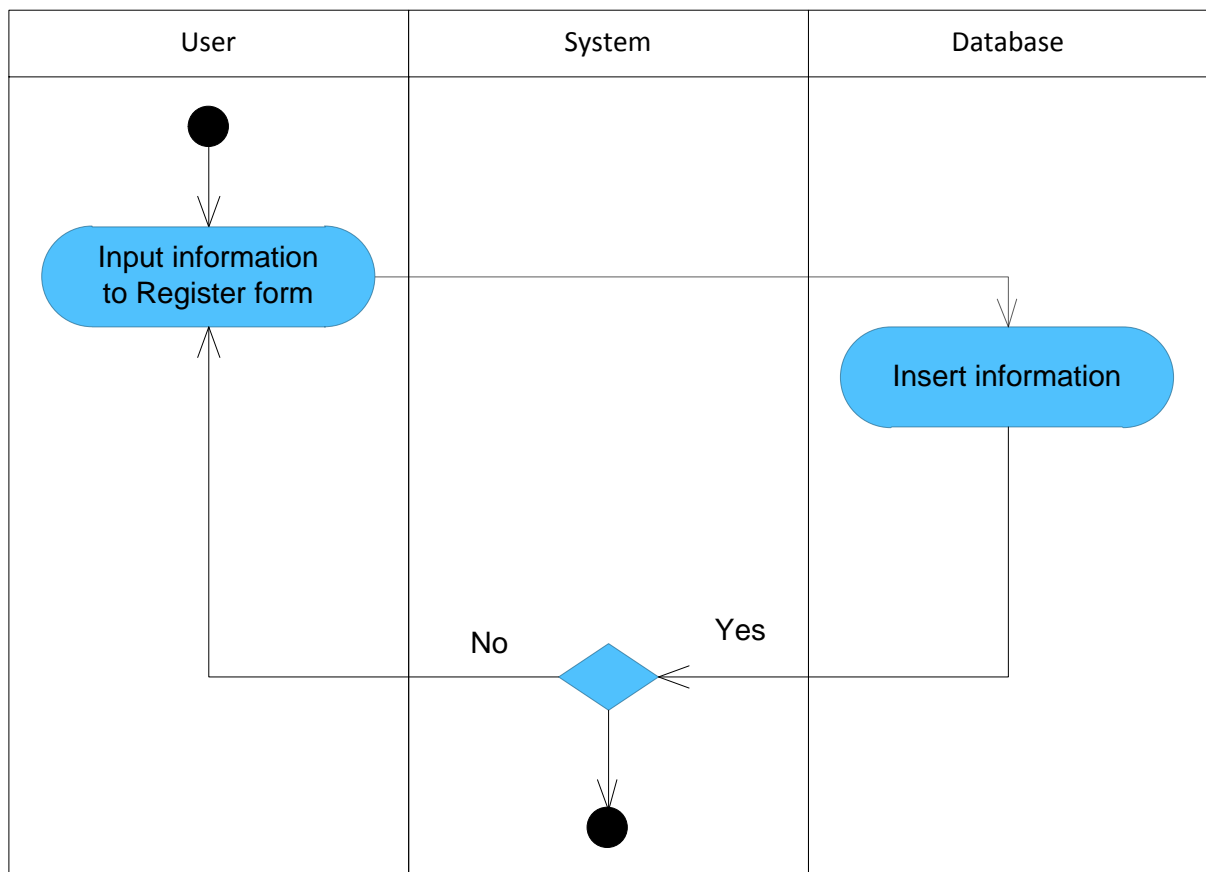 User
System
Database
Input information
to Register form
Insert information
No
Yes